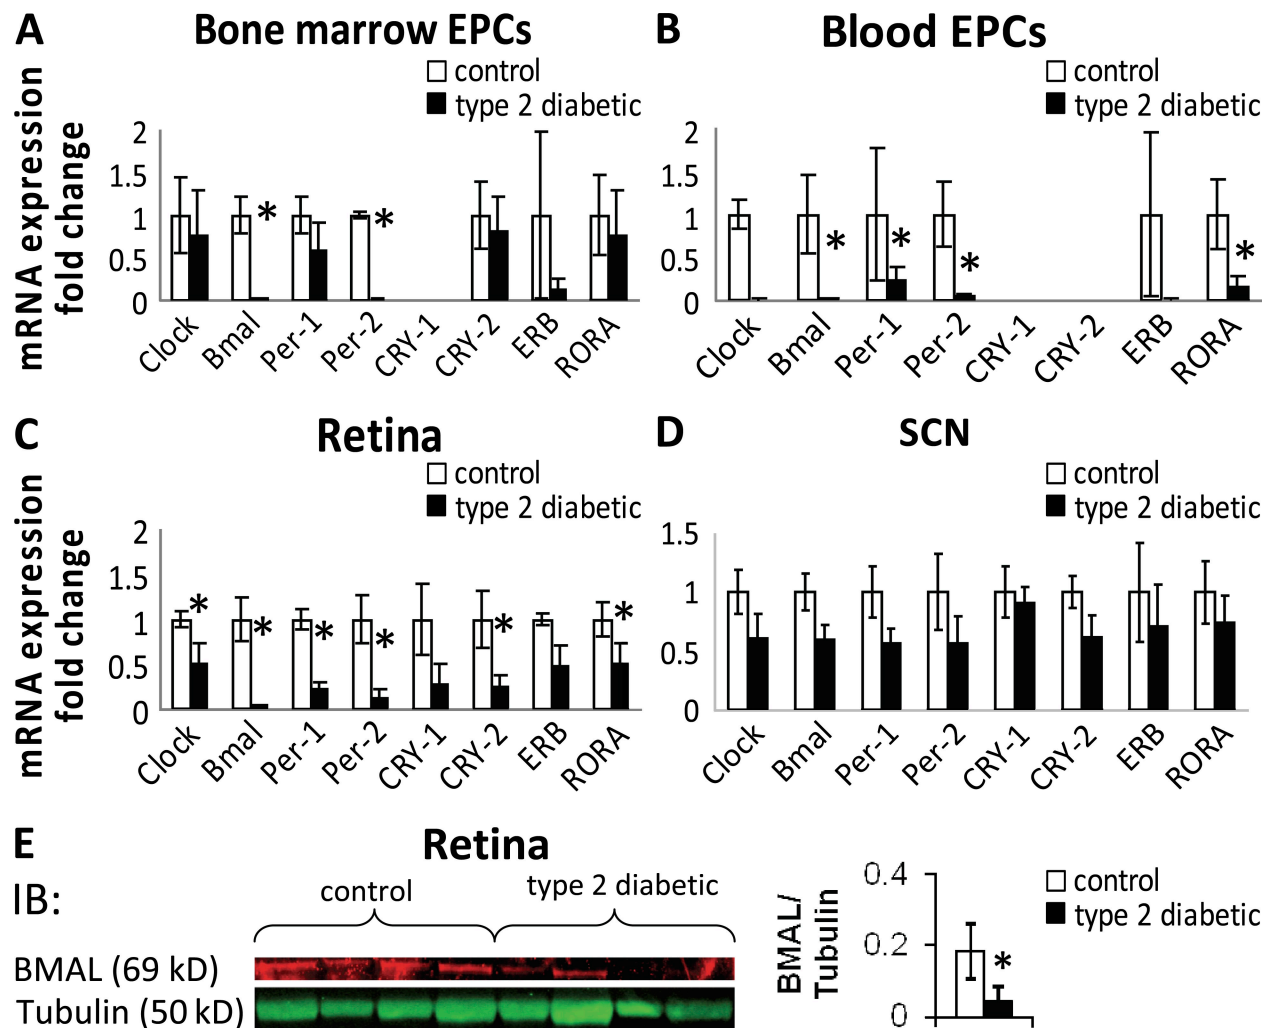 A Bone marrow EPCs
control
type 2 diabetic
mRNA expression
fold change
2
1.5
1
0.5
0
Clock Bmal Per-1 Per-2 CRY-1 CRY-2 ERB RORA
* *
B Blood EPCs
control
type 2 diabetic
2
1.5
1
0.5
0
Clock Bmal Per-1 Per-2 CRY-1 CRY-2 ERB RORA
* * * *
C Retina
control
type 2 diabetic
mRNA expression
fold change
2
1.5
1
0.5
0
Clock Bmal Per-1 Per-2 CRY-1 CRY-2 ERB RORA
* * * * * *
D SCN
control
type 2 diabetic
1.5
1
0.5
0
Clock Bmal Per-1 Per-2 CRY-1 CRY-2 ERB RORA
E Retina
IB:
control type 2 diabetic
BMAL (69 kD)
Tubulin (50 kD)
BMAL/
Tubulin
0.4
0.2
0
*
control
type 2 diabetic